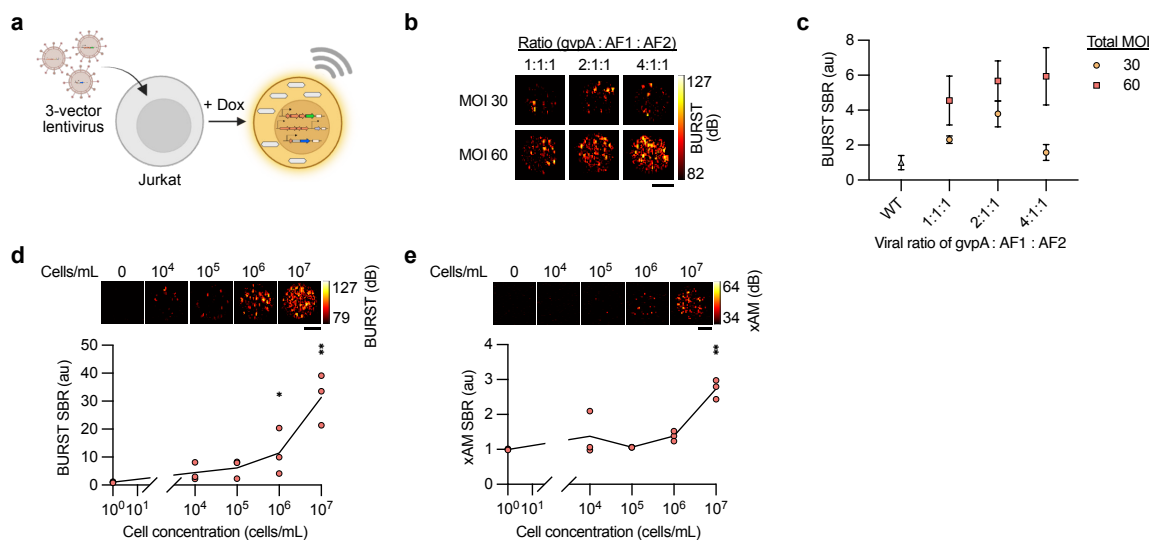 a
3-vector
lentivirus
+ Dox
Jurkat
b
Ratio (gvpA : AF1 : AF2)
1:1:1 2:1:1 4:1:1
MOI 30
MOI 60
127
BURST
(dB)
82
c
BURST SBR (au)
8
6
4
2
0
WT
1:1:1
2:1:1
4:1:1
Viral ratio of gvpA : AF1 : AF2
Total MOI
30
60
d
Cells/mL 0 10⁴ 10⁵ 10⁶ 10⁷
127
79
BURST (dB)
BURST SBR (au)
50
40
30
20
10
0
*
**
10⁰ 10¹ 10⁴ 10⁵ 10⁶ 10⁷
Cell concentration (cells/mL)
e
Cells/mL 0 10⁴ 10⁵ 10⁶ 10⁷
64
34
xAM (dB)
xAM SBR (au)
4
3
2
1
0
**
10⁰ 10¹ 10⁴ 10⁵ 10⁶ 10⁷
Cell concentration (cells/mL)